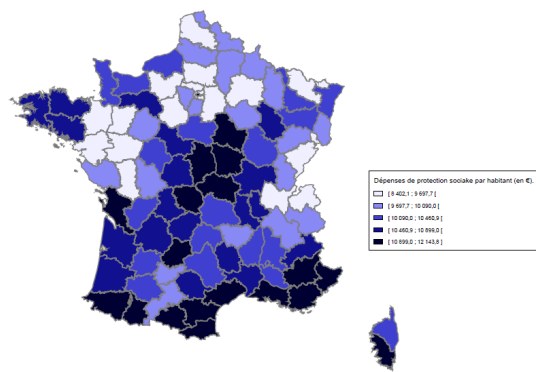 Dépenses de protection sociake par habitant (en €).
[ 8 402,1 ; 9 697,7 [
[ 9 697,7 ; 10 090,0 [
[ 10 090,0 ; 10 460,9 [
[ 10 460,9 ; 10 899,0 [
[ 10 899,0 ; 12 143,8 [